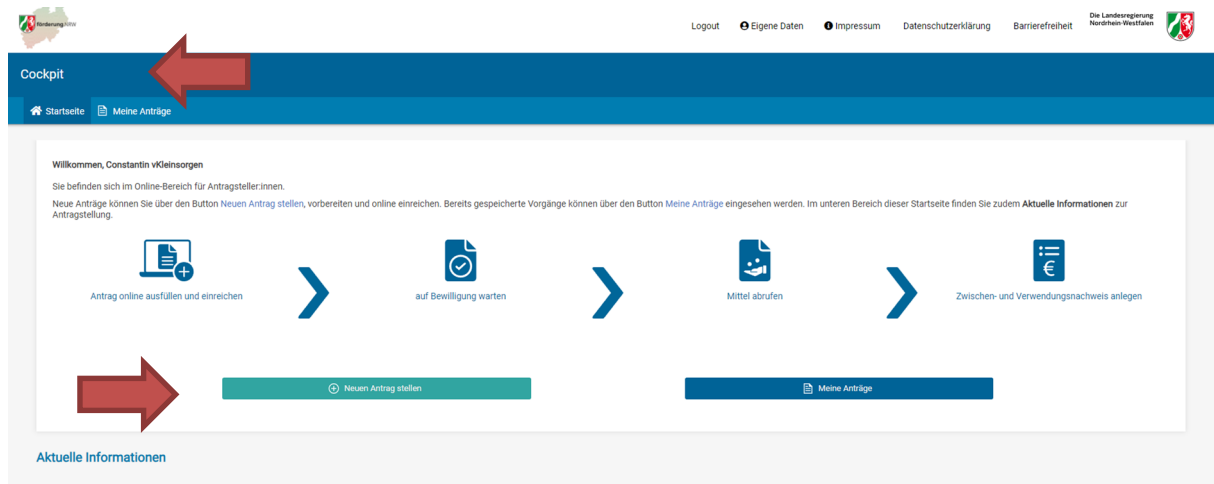 förderung.NRW
Logout Eigene Daten Impressum Datenschutzerklärung Barrierefreiheit
Die Landesregierung
Nordrhein-Westfalen
Cockpit
Startseite Meine Anträge
Willkommen, Constantin vKleinsorgen
Sie befinden sich im Online-Bereich für Antragsteller:innen.
Neue Anträge können Sie über den Button Neuen Antrag stellen, vorbereiten und online einreichen. Bereits gespeicherte Vorgänge können über den Button Meine Anträge eingesehen werden. Im unteren Bereich dieser Startseite finden Sie zudem Aktuelle Informationen zur
Antragstellung.
Antrag online ausfüllen und einreichen auf Bewilligung warten Mittel abrufen Zwischen- und Verwendungsnachweis anlegen
Neuen Antrag stellen Meine Anträge
Aktuelle Informationen